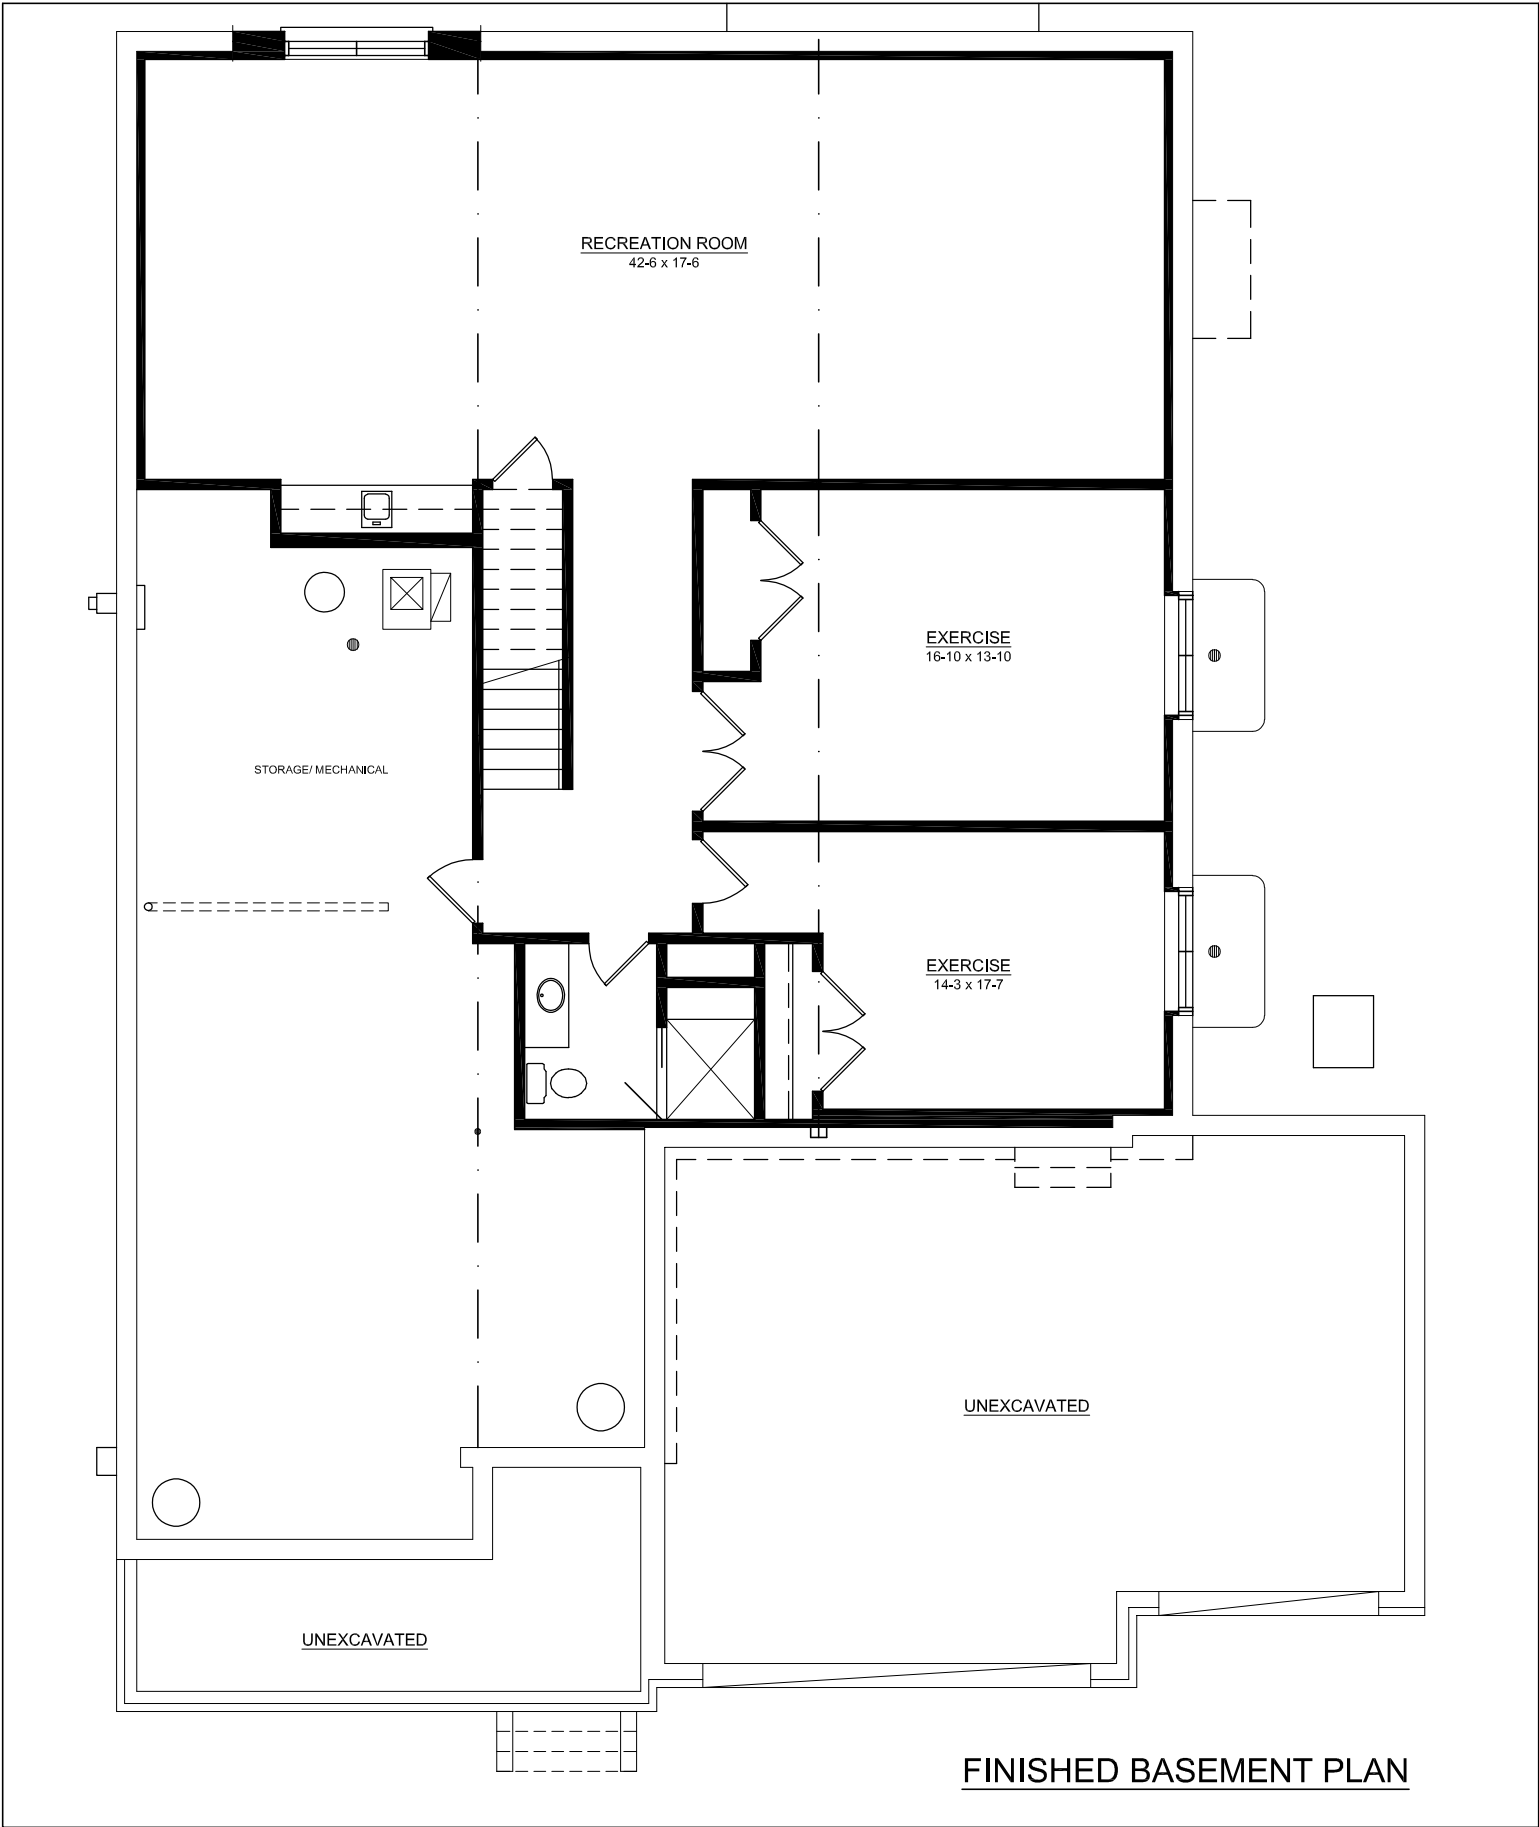 RECREATION ROOM
42-6 x 17-6
EXERCISE
16-10 x 13-10
STORAGE/ MECHANICAL
EXERCISE
14-3 x 17-7
UNEXCAVATED
UNEXCAVATED
FINISHED BASEMENT PLAN